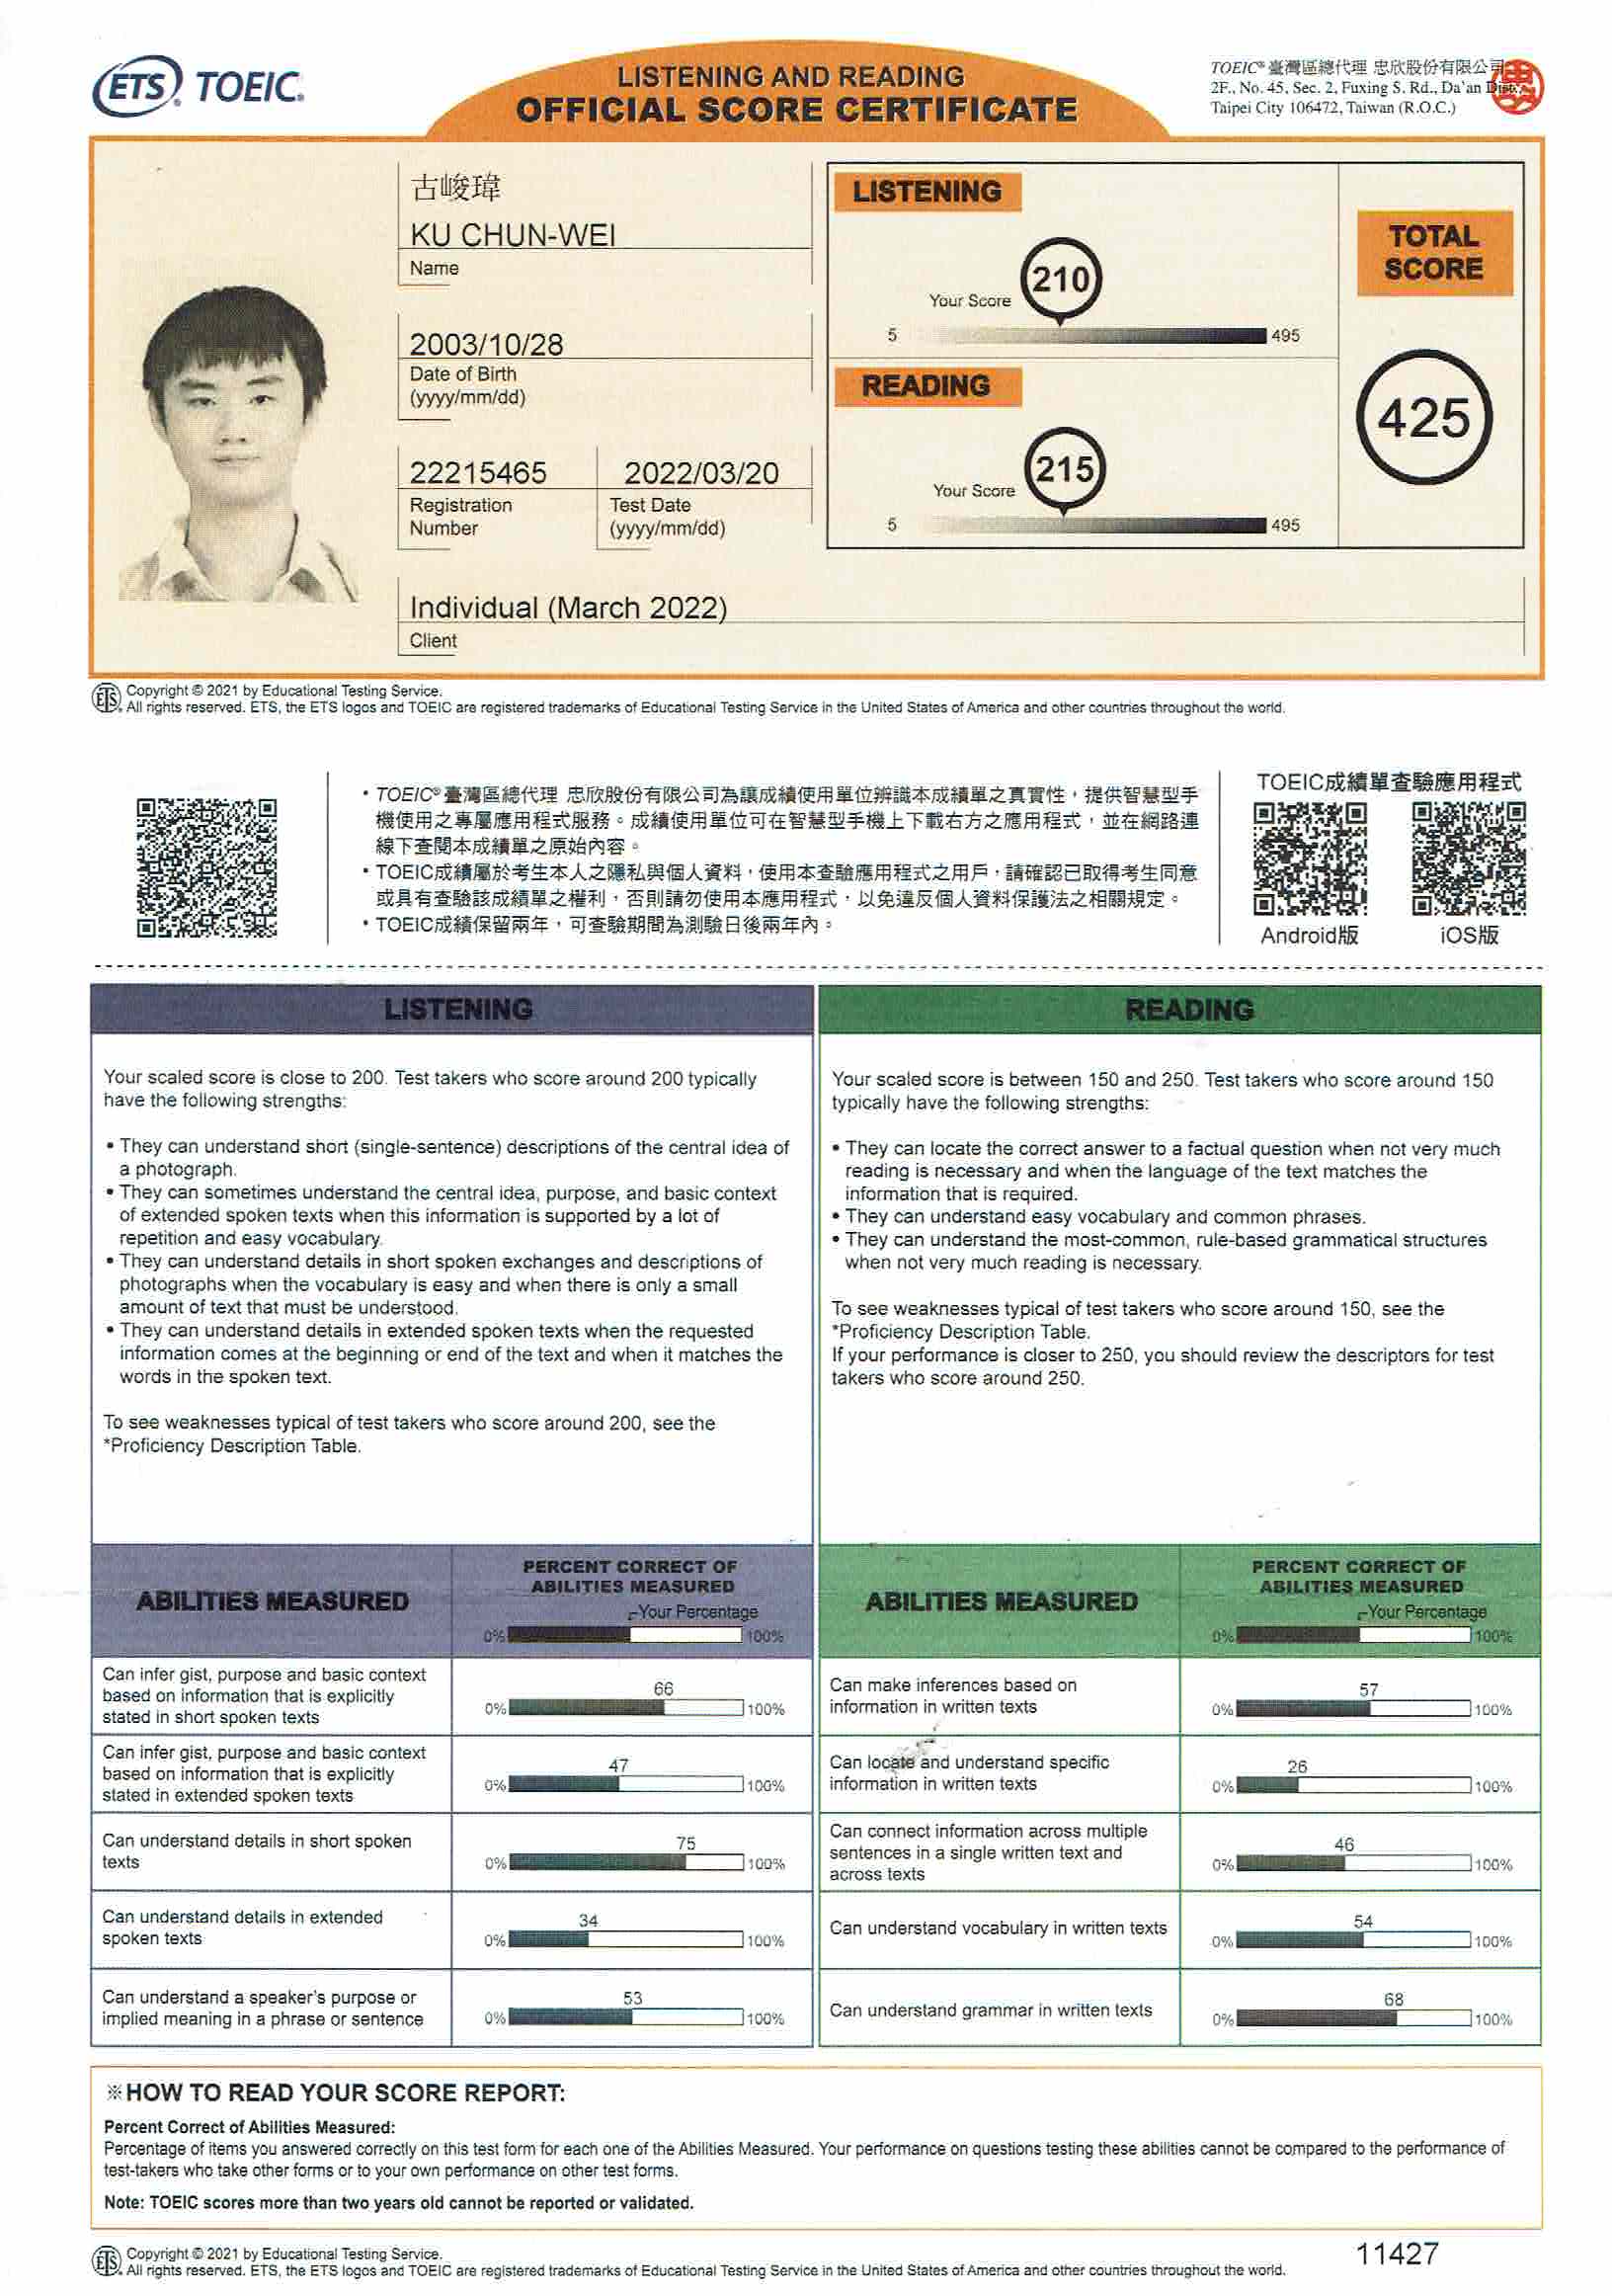 ETS TOEIC.
LISTENING AND READING
OFFICIAL SCORE CERTIFICATE
TOEIC® 臺灣區總代理 忠欣股份有限公司
2F., No. 45, Sec. 2, Fuxing S. Rd., Da'an Dist.,
Taipei City 106472, Taiwan (R.O.C.)
古峻瑋
KU CHUN-WEI
Name
2003/10/28
Date of Birth
(yyyy/mm/dd)
22215465
Registration
Number
2022/03/20
Test Date
(yyyy/mm/dd)
Individual (March 2022)
Client
LISTENING
210
Your Score
5 495
READING
215
Your Score
5 495
TOTAL
SCORE
425
ETS Copyright © 2021 by Educational Testing Service.
All rights reserved. ETS, the ETS logos and TOEIC are registered trademarks of Educational Testing Service in the United States of America and other countries throughout the world.
・TOEIC® 臺灣區總代理 忠欣股份有限公司為讓成績使用單位辨識本成績單之真實性，提供智慧型手
機使用之專屬應用程式服務。成績使用單位可在智慧型手機上下載右方之應用程式，並在網路連
線下查閱本成績單之原始內容。
・TOEIC成績屬於考生本人之隱私與個人資料，使用本查驗應用程式之用戶，請確認已取得考生同意
或具有查驗該成績單之權利，否則請勿使用本應用程式，以免違反個人資料保護法之相關規定。
・TOEIC成績保留兩年，可查驗期間為測驗日後兩年內。
TOEIC成績單查驗應用程式
Android版
iOS版
LISTENING
Your scaled score is close to 200. Test takers who score around 200 typically
have the following strengths:
• They can understand short (single-sentence) descriptions of the central idea of
a photograph.
• They can sometimes understand the central idea, purpose, and basic context
of extended spoken texts when this information is supported by a lot of
repetition and easy vocabulary.
• They can understand details in short spoken exchanges and descriptions of
photographs when the vocabulary is easy and when there is only a small
amount of text that must be understood.
• They can understand details in extended spoken texts when the requested
information comes at the beginning or end of the text and when it matches the
words in the spoken text.
To see weaknesses typical of test takers who score around 200, see the
*Proficiency Description Table.
READING
Your scaled score is between 150 and 250. Test takers who score around 150
typically have the following strengths:
• They can locate the correct answer to a factual question when not very much
reading is necessary and when the language of the text matches the
information that is required.
• They can understand easy vocabulary and common phrases.
• They can understand the most-common, rule-based grammatical structures
when not very much reading is necessary.
To see weaknesses typical of test takers who score around 150, see the
*Proficiency Description Table.
If your performance is closer to 250, you should review the descriptors for test
takers who score around 250.
ABILITIES MEASURED
PERCENT CORRECT OF
ABILITIES MEASURED
Your Percentage
0% 100%
Can infer gist, purpose and basic context
based on information that is explicitly
stated in short spoken texts
66
0% 100%
Can infer gist, purpose and basic context
based on information that is explicitly
stated in extended spoken texts
47
0% 100%
Can understand details in short spoken
texts
75
0% 100%
Can understand details in extended
spoken texts
34
0% 100%
Can understand a speaker's purpose or
implied meaning in a phrase or sentence
53
0% 100%
ABILITIES MEASURED
PERCENT CORRECT OF
ABILITIES MEASURED
Your Percentage
0% 100%
Can make inferences based on
information in written texts
57
0% 100%
Can locate and understand specific
information in written texts
26
0% 100%
Can connect information across multiple
sentences in a single written text and
across texts
46
0% 100%
Can understand vocabulary in written texts
54
0% 100%
Can understand grammar in written texts
68
0% 100%
※HOW TO READ YOUR SCORE REPORT:
Percent Correct of Abilities Measured:
Percentage of items you answered correctly on this test form for each one of the Abilities Measured. Your performance on questions testing these abilities cannot be compared to the performance of
test-takers who take other forms or to your own performance on other test forms.
Note: TOEIC scores more than two years old cannot be reported or validated.
ETS Copyright © 2021 by Educational Testing Service.
All rights reserved. ETS, the ETS logos and TOEIC are registered trademarks of Educational Testing Service in the United States of America and other countries throughout the world.
11427